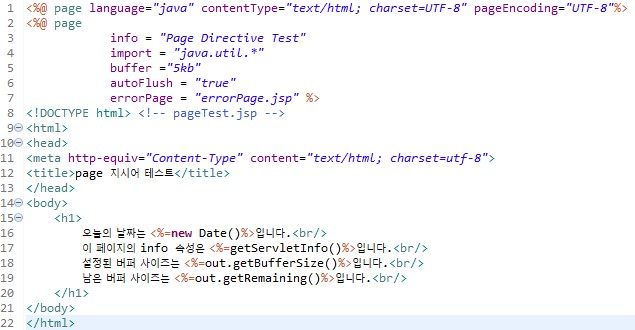 1 <%@ page language="java" contentType="text/html; charset=UTF-8" pageEncoding="UTF-8"%>
2 <%@ page
3 info = "Page Directive Test"
4 import = "java.util.*"
5 buffer ="5kb"
6 autoFlush = "true"
7 errorPage = "errorPage.jsp" %>
8 <!DOCTYPE html> <!-- pageTest.jsp -->
9 <html>
10 <head>
11 <meta http-equiv="Content-Type" content="text/html; charset=utf-8">
12 <title>page 지시어 테스트</title>
13 </head>
14 <body>
15 <h1>
16 오늘의 날짜는 <%=new Date()%>입니다.<br/>
17 이 페이지의 info 속성은 <%=getServletInfo()%>입니다.<br/>
18 설정된 버퍼 사이즈는 <%=out.getBufferSize()%>입니다.<br/>
19 남은 버퍼 사이즈는 <%=out.getRemaining()%>입니다.<br/>
20 </h1>
21 </body>
22 </html>